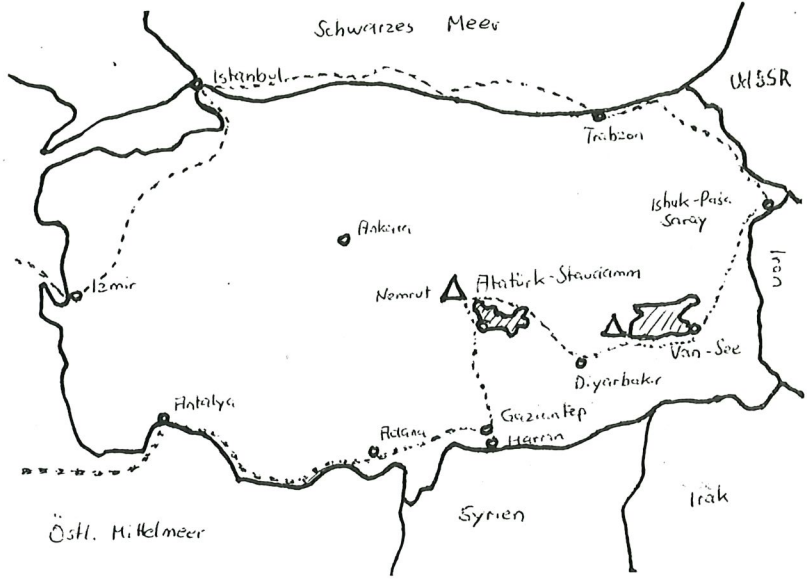 Schwarzes Meer
Istanbul
UdSSR
Trabzon
Ishak-Paşa
Saray
Ankara
Iran
Izmir
Nemrut
Atatürk-Staudamm
Van-See
Diyarbakır
Antalya
Gaziantep
Adana
Harran
Syrien
Irak
Östl. Mittelmeer